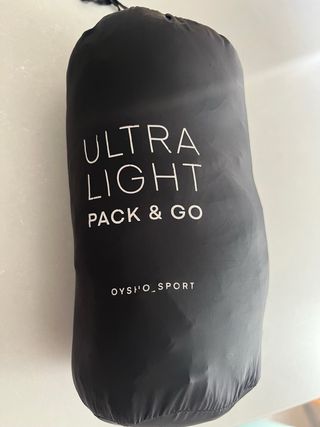 ULTRA
LIGHT
PACK & GO
OYSHO_SPORT